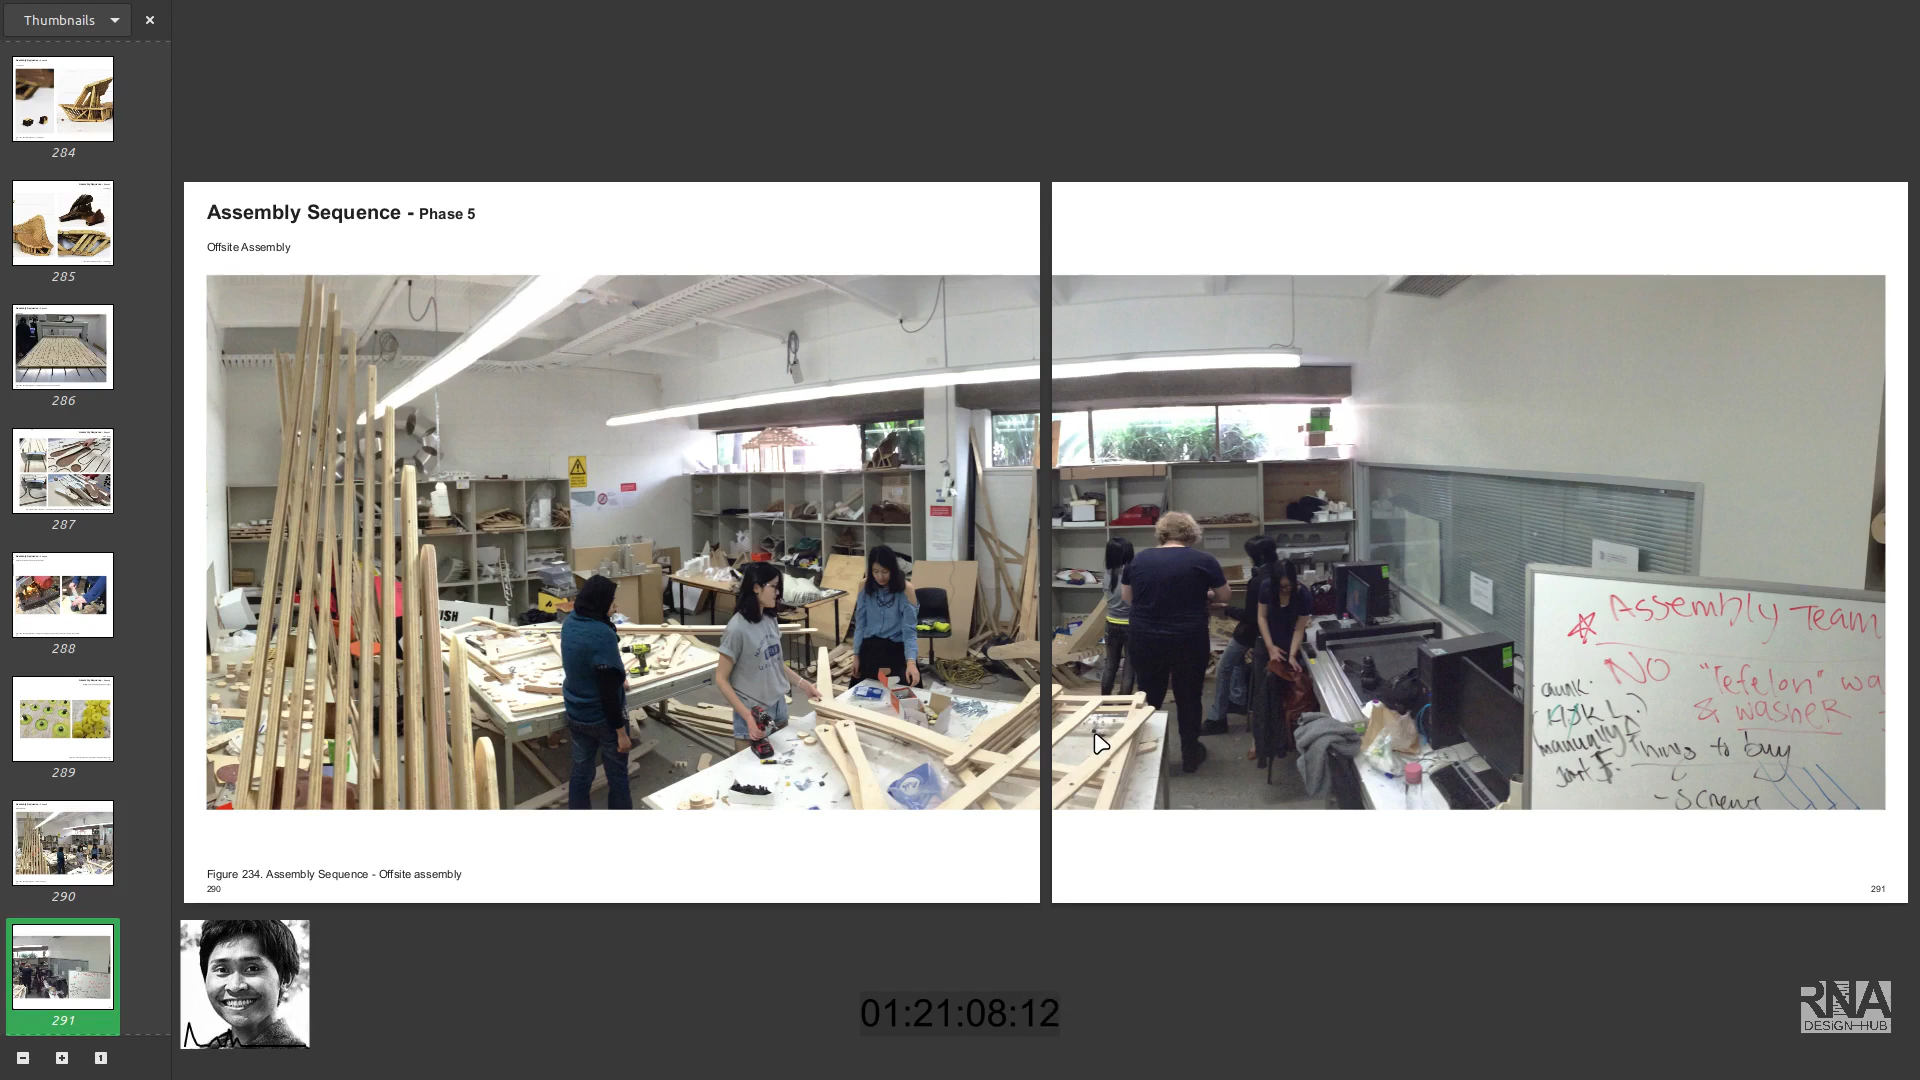 Thumbnails
284
285
286
287
288
289
290
291
Assembly Sequence - Phase 5
Offsite Assembly
Assembly Team
NO "Tefelon" wa
& washer
(manually)
Things to buy
- Screws
Figure 234. Assembly Sequence - Offsite assembly
290
291
01:21:08:12
RNA
DESiGN-HUB